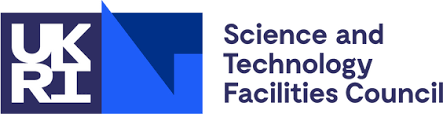 UK
RI
Science and
Technology
Facilities Council